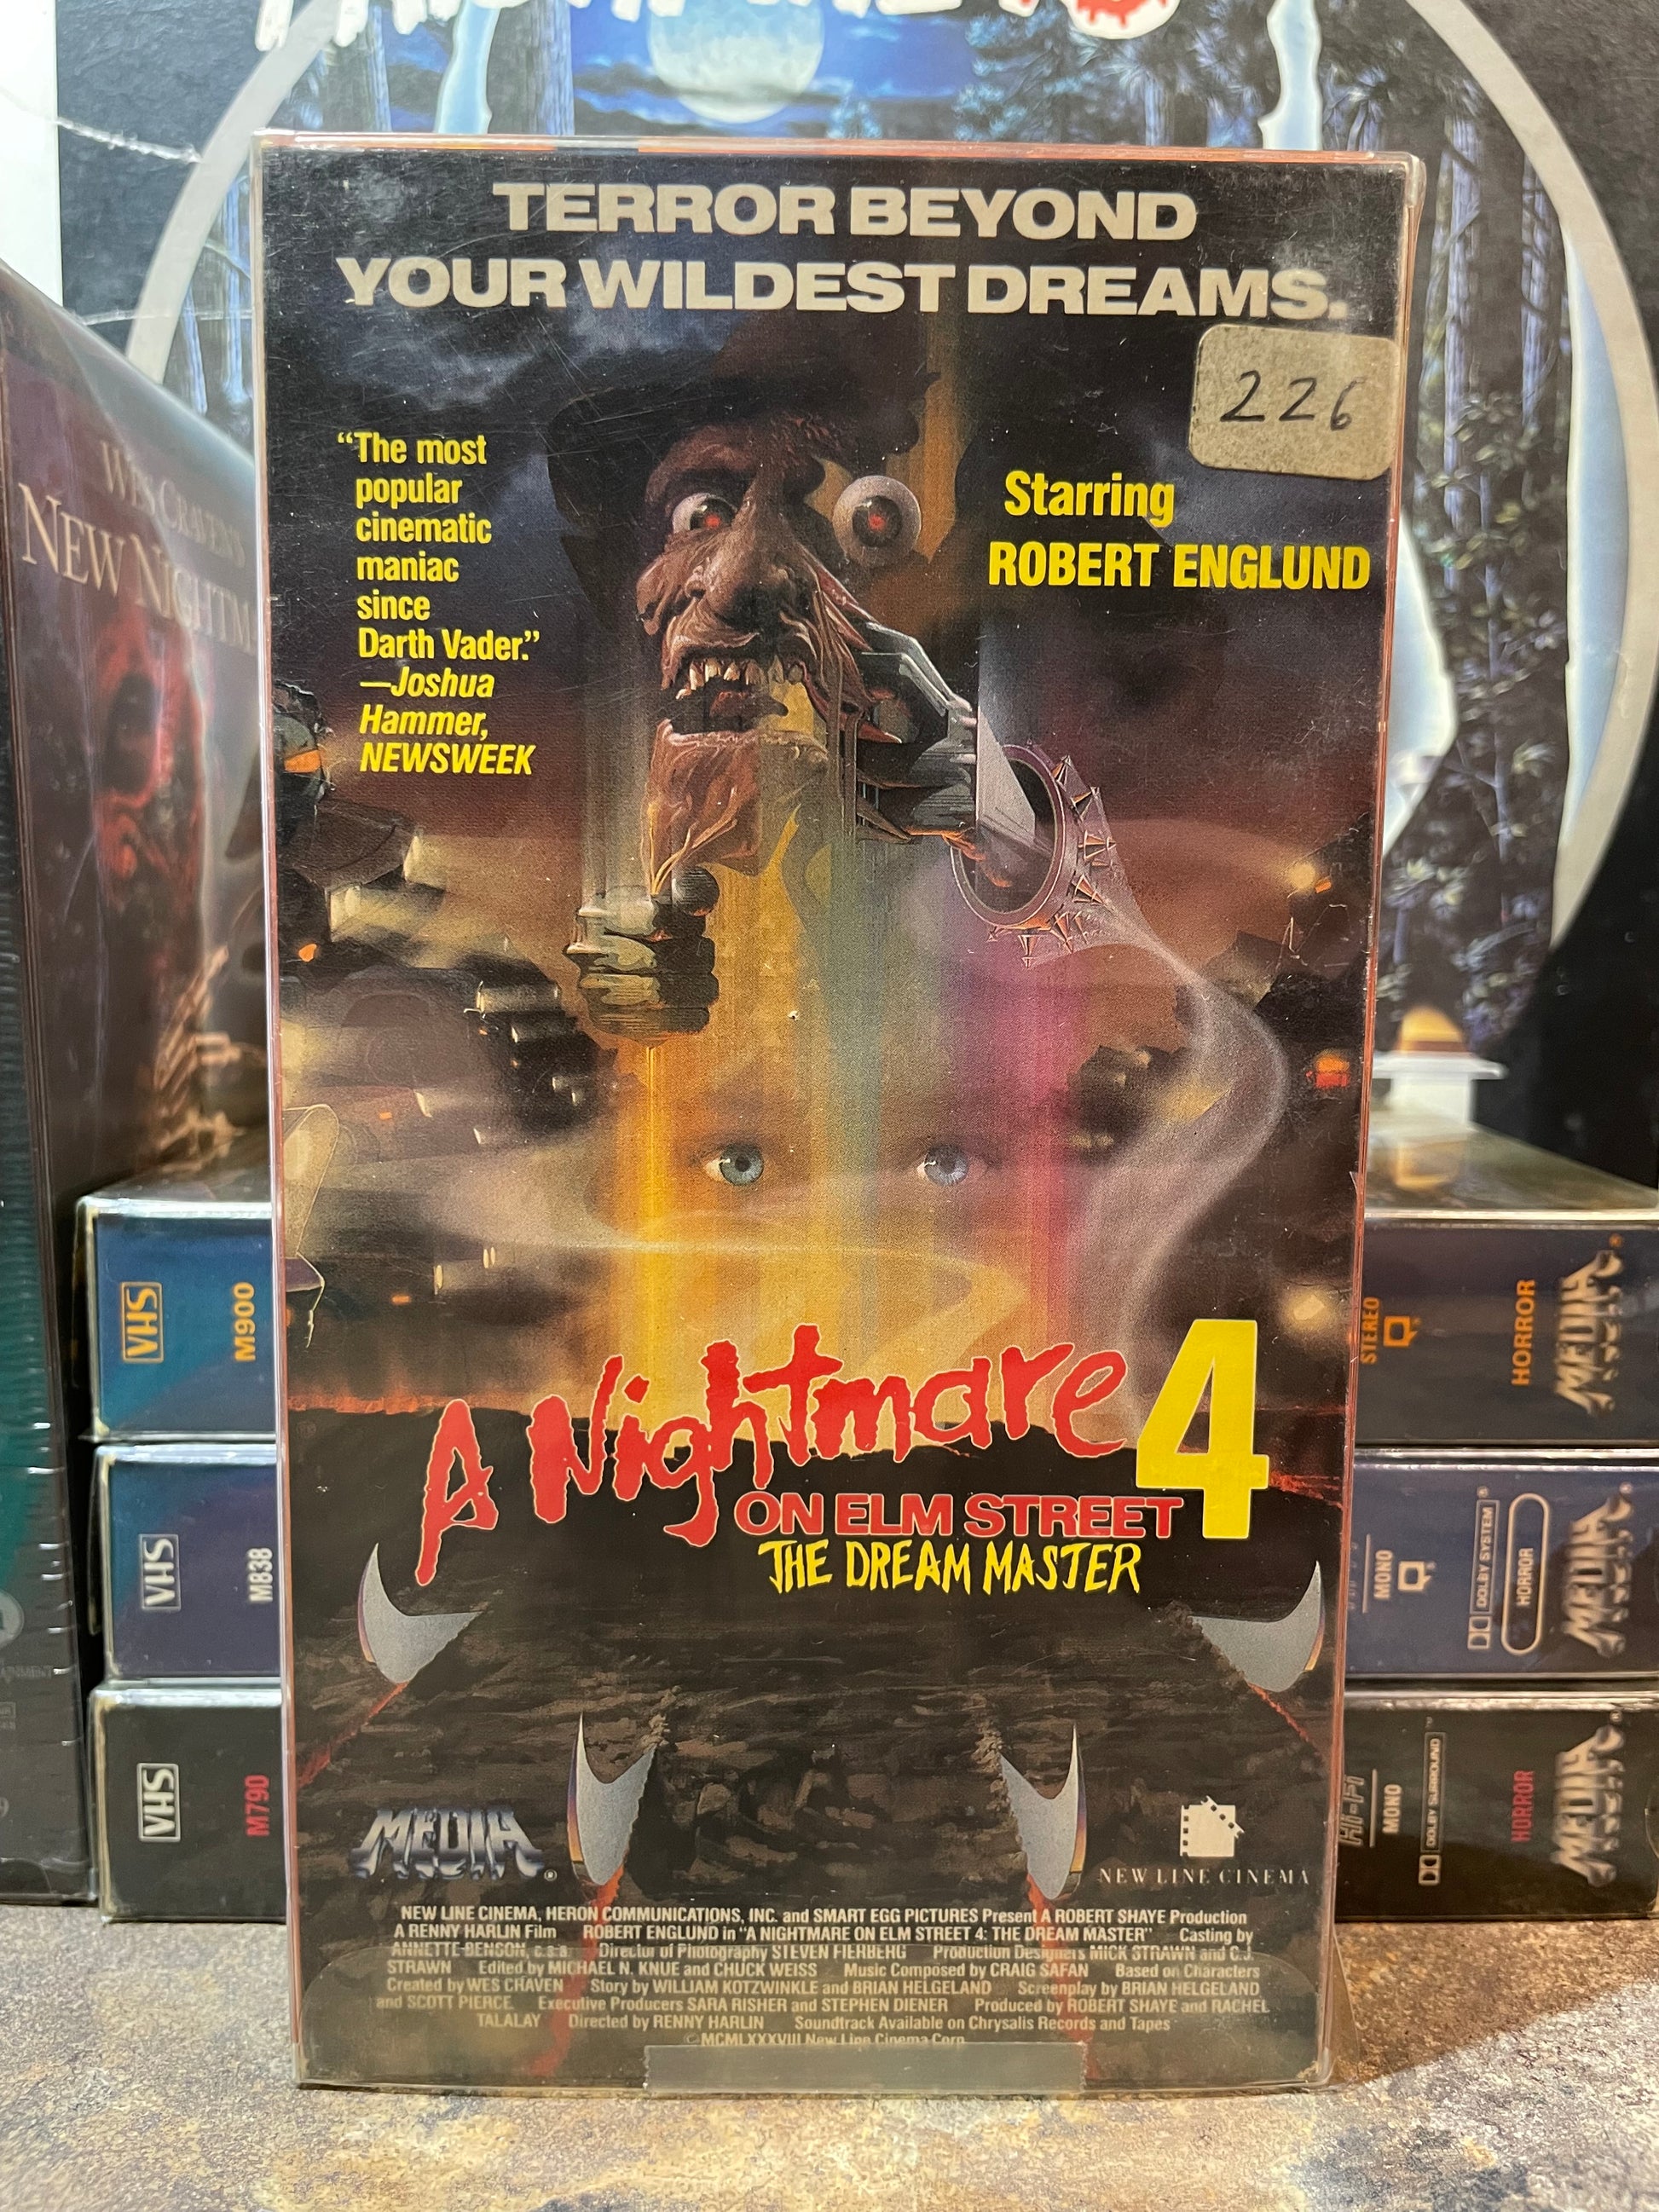 TERROR BEYOND
YOUR WILDEST DREAMS.
226
"The most
popular
cinematic
maniac
since
Darth Vader."
—Joshua
Hammer,
NEWSWEEK
Starring
ROBERT ENGLUND
A Nightmare 4
ON ELM STREET
THE DREAM MASTER
MEDIA®
NEW LINE CINEMA
NEW LINE CINEMA, HERON COMMUNICATIONS, INC. and SMART EGG PICTURES Present A ROBERT SHAYE Production
A RENNY HARLIN Film ROBERT ENGLUND in "A NIGHTMARE ON ELM STREET 4: THE DREAM MASTER" Casting by
ANNETTE BENSON, c.s.a. Director of Photography STEVEN FIERBERG Production Designers MICK STRAWN and C.J.
STRAWN Edited by MICHAEL N. KNUE and CHUCK WEISS Music Composed by CRAIG SAFAN Based on Characters
Created by WES CRAVEN Story by WILLIAM KOTZWINKLE and BRIAN HELGELAND Screenplay by BRIAN HELGELAND
and SCOTT PIERCE Executive Producers SARA RISHER and STEPHEN DIENER Produced by ROBERT SHAYE and RACHEL
TALALAY Directed by RENNY HARLIN Soundtrack Available on Chrysalis Records and Tapes
©MCMLXXXVIII New Line Cinema Corp.
WES CRAVEN'S
NEW NIGHTM
VHS
M900
STEREO
HORROR
MEDIA®
VHS
M838
MONO
DOLBY SYSTEM®
HORROR
MEDIA®
VHS
M790
HI-FI
MONO
DOLBY SURROUND™
HORROR
MEDIA®